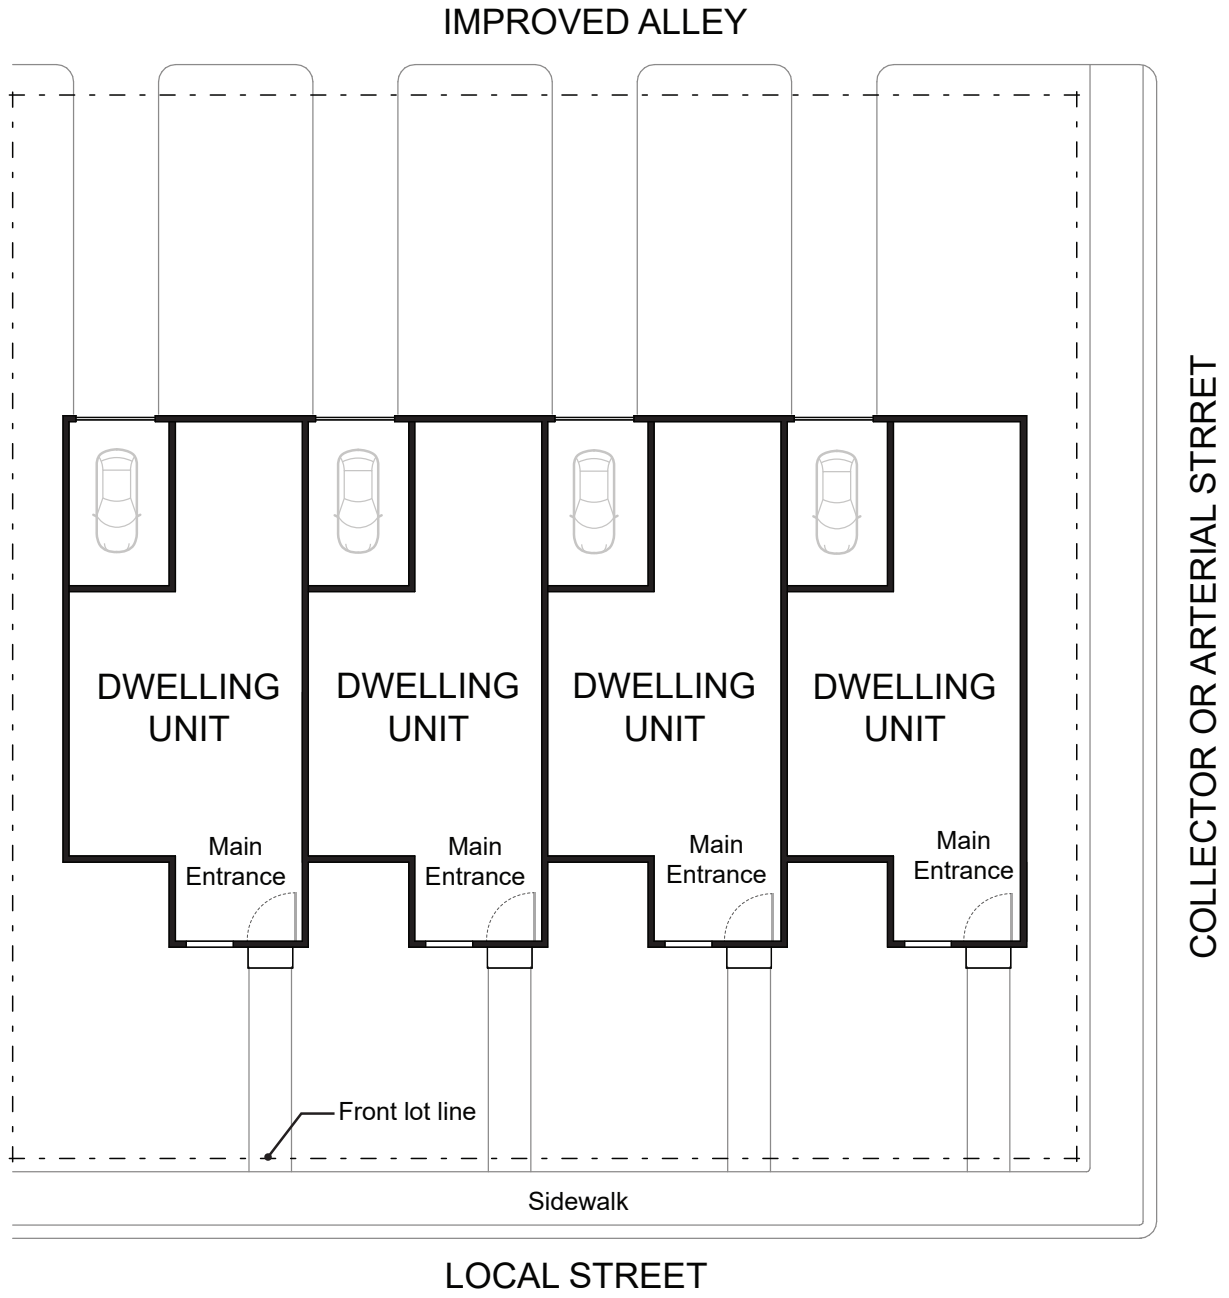 IMPROVED ALLEY
COLLECTOR OR ARTERIAL STRRET
DWELLING
UNIT
DWELLING
UNIT
DWELLING
UNIT
DWELLING
UNIT
Main
Entrance
Main
Entrance
Main
Entrance
Main
Entrance
Front lot line
Sidewalk
LOCAL STREET